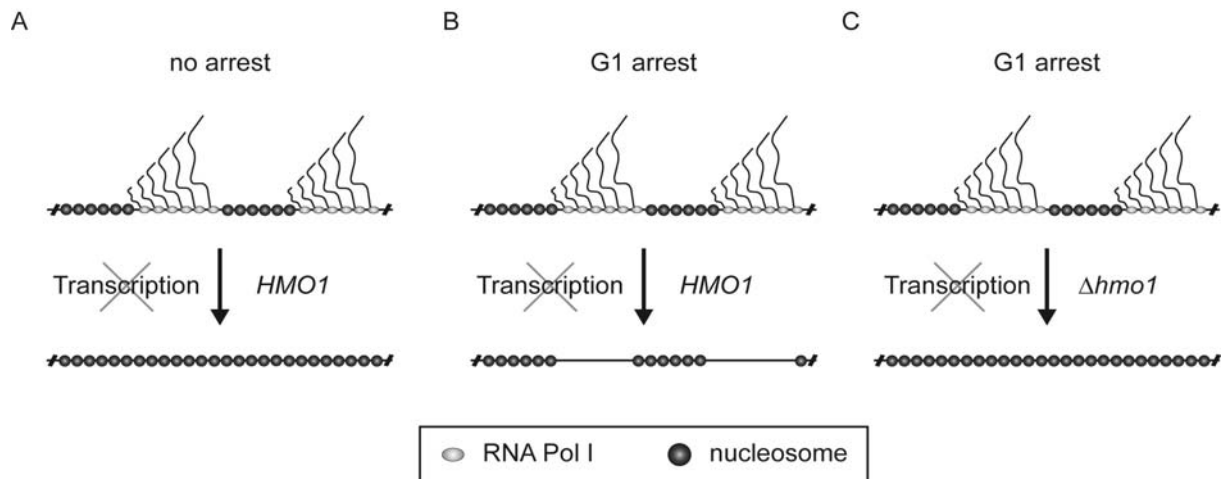 A
B
C
no arrest
G1 arrest
G1 arrest
Transcription
HMO1
Transcription
HMO1
Transcription
Δhmo1
RNA Pol I
nucleosome